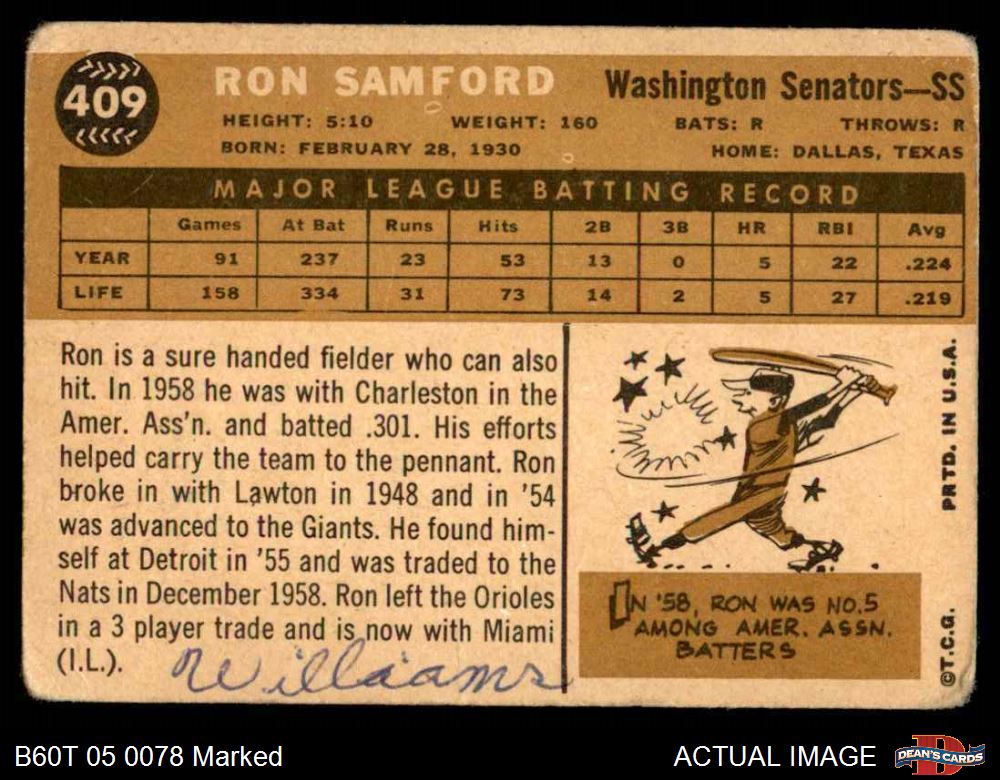 409
RON SAMFORD
Washington Senators—SS
HEIGHT: 5:10 WEIGHT: 160 BATS: R THROWS: R
BORN: FEBRUARY 28, 1930 HOME: DALLAS, TEXAS
MAJOR LEAGUE BATTING RECORD
Games At Bat Runs Hits 2B 3B HR RBI Avg
YEAR 91 237 23 53 13 0 5 22 .224
LIFE 158 334 31 73 14 2 5 27 .219
Ron is a sure handed fielder who can also
hit. In 1958 he was with Charleston in the
Amer. Ass'n. and batted .301. His efforts
helped carry the team to the pennant. Ron
broke in with Lawton in 1948 and in '54
was advanced to the Giants. He found him-
self at Detroit in '55 and was traded to the
Nats in December 1958. Ron left the Orioles
in a 3 player trade and is now with Miami
(I.L.).
Williams
IN '58, RON WAS NO.5
AMONG AMER. ASSN.
BATTERS
PRTD. IN U.S.A.
©T.C.G.
B60T 05 0078 Marked
ACTUAL IMAGE
DEAN'S CARDS